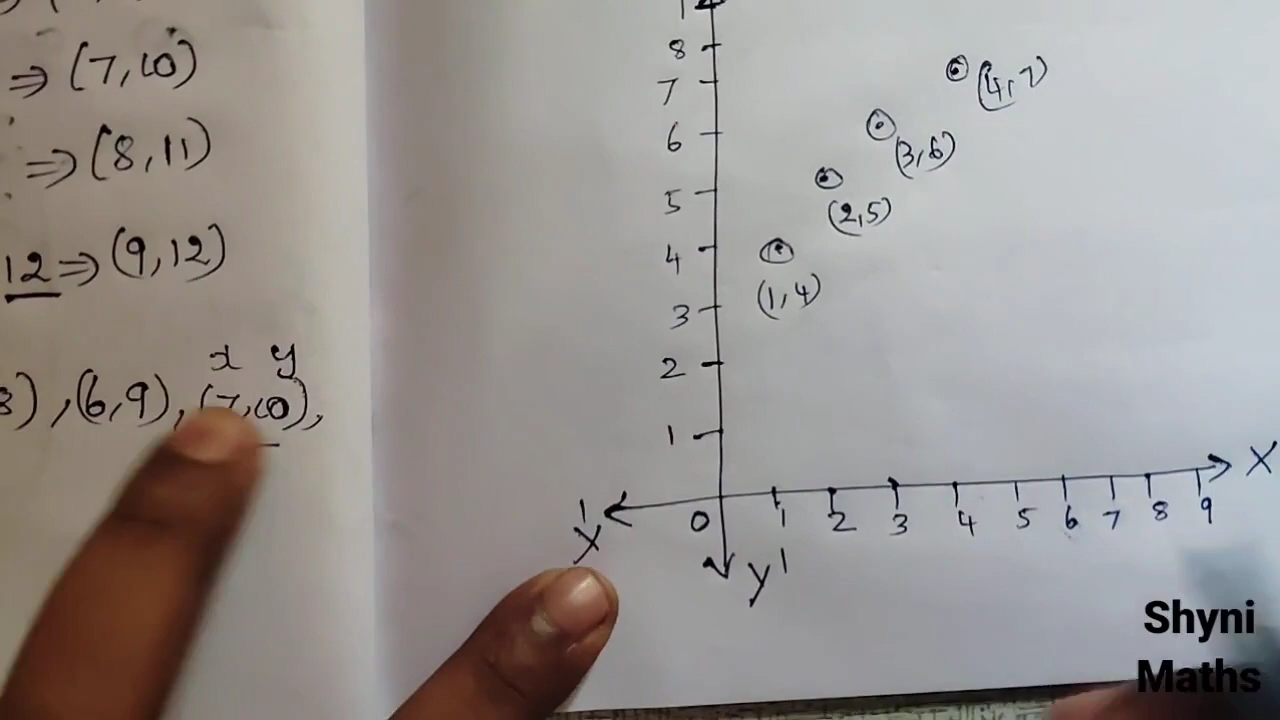 ⇒ (7,10)
⇒ (8,11)
12 ⇒ (9,12)
x y
8), (6,9), (7,10),
8
7
6
5
4
3
2
1
(4,7)
(3,6)
(2,5)
(1,4)
X' 0 1 2 3 4 5 6 7 8 9 X
Y'
Shyni
Maths